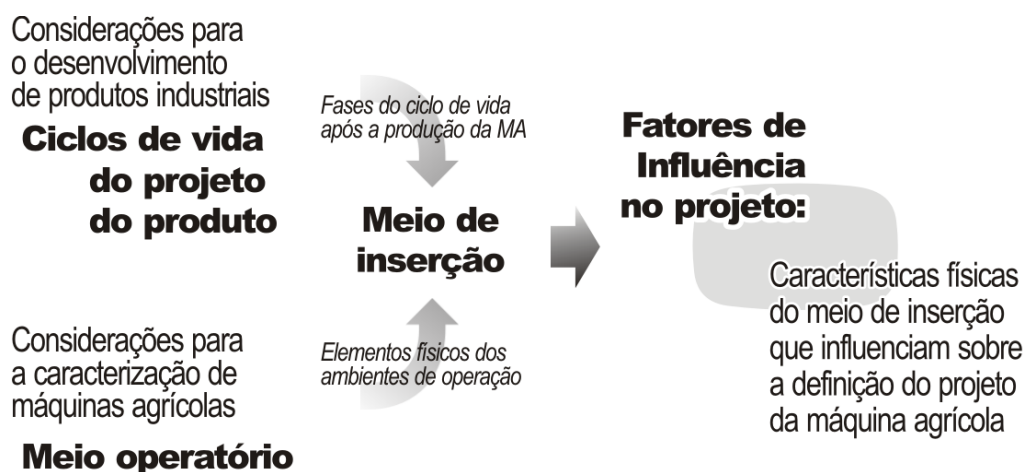 Considerações para
o desenvolvimento
de produtos industriais
Ciclos de vida
do projeto
do produto
Fases do ciclo de vida
após a produção da MA
Meio de
inserção
Considerações para
a caracterização de
máquinas agrícolas
Meio operatório
Elementos físicos dos
ambientes de operação
Fatores de
Influência
no projeto:
Características físicas
do meio de inserção
que influenciam sobre
a definição do projeto
da máquina agrícola